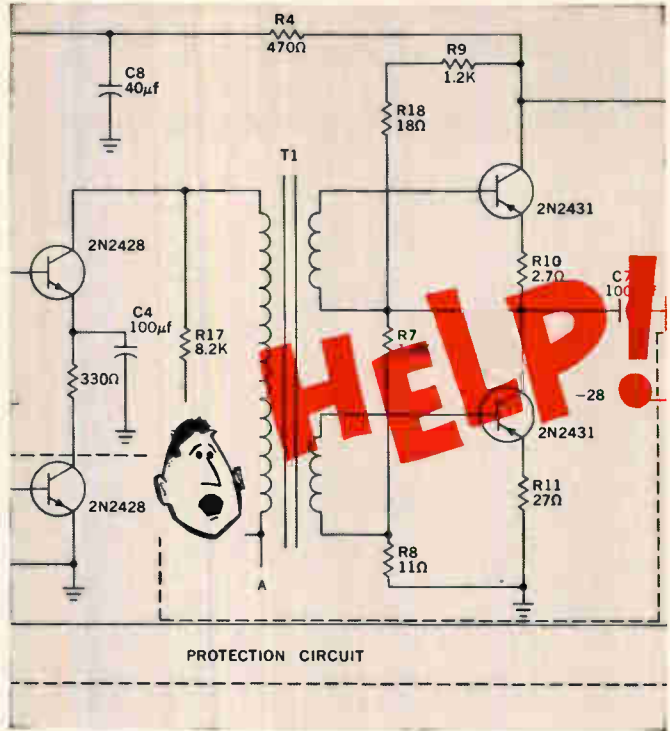 R4
470Ω
C8
40µf
R9
1.2K
R18
18Ω
T1
2N2428
2N2431
R10
2.7Ω
C4
100µf
R17
8.2K
R7
HELP!
330Ω
-28
2N2431
2N2428
R11
27Ω
R8
11Ω
A
PROTECTION CIRCUIT